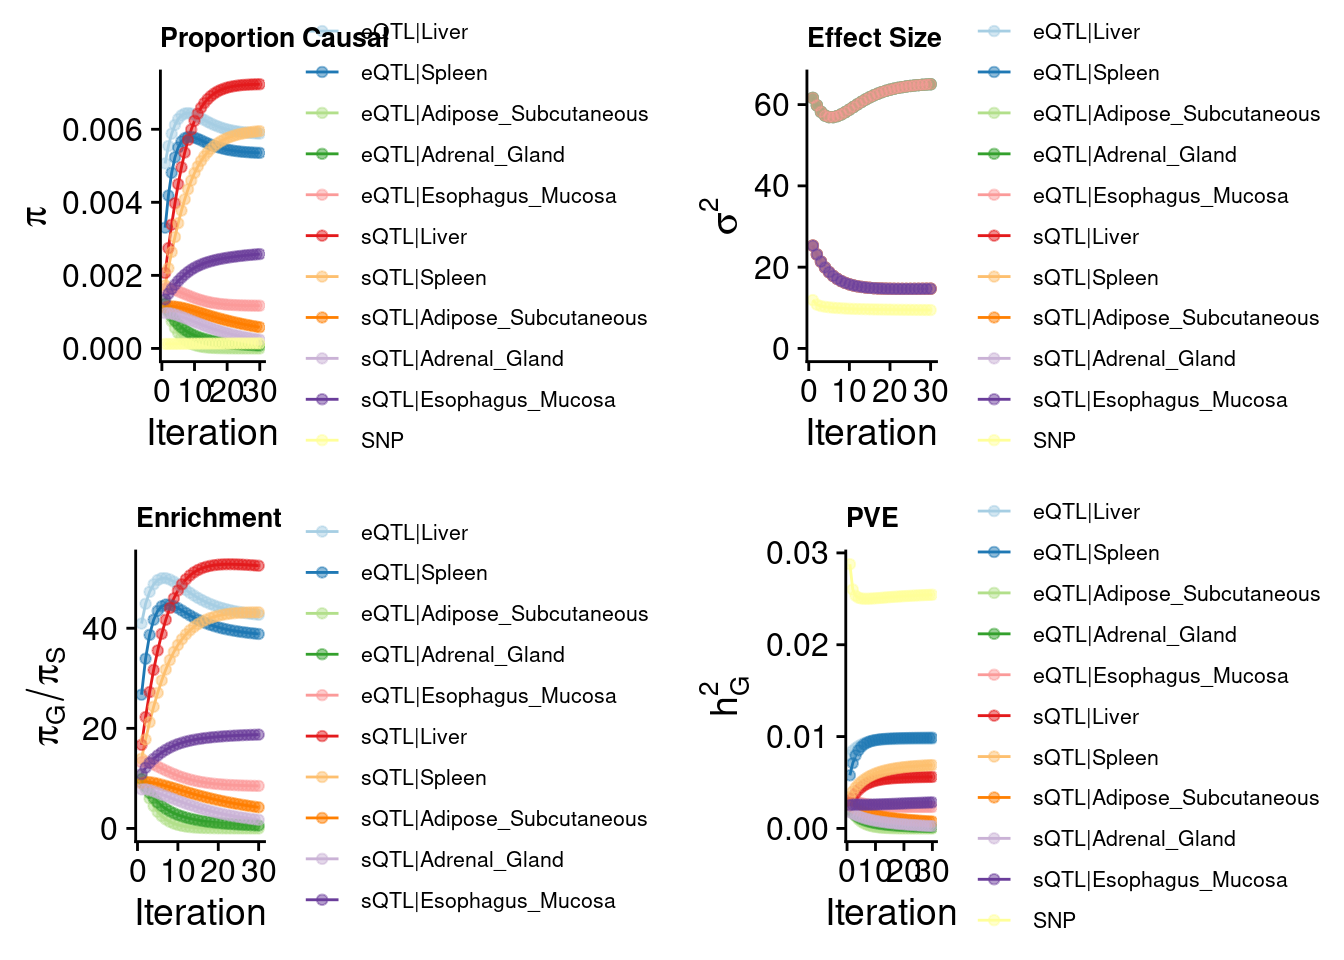 Proportion Causal
π
0.006
0.004
0.002
0.000
0 10 20 30
Iteration
eQTL|Liver
eQTL|Spleen
eQTL|Adipose_Subcutaneous
eQTL|Adrenal_Gland
eQTL|Esophagus_Mucosa
sQTL|Liver
sQTL|Spleen
sQTL|Adipose_Subcutaneous
sQTL|Adrenal_Gland
sQTL|Esophagus_Mucosa
SNP
Effect Size
σ²
60
40
20
0
0 10 20 30
Iteration
eQTL|Liver
eQTL|Spleen
eQTL|Adipose_Subcutaneous
eQTL|Adrenal_Gland
eQTL|Esophagus_Mucosa
sQTL|Liver
sQTL|Spleen
sQTL|Adipose_Subcutaneous
sQTL|Adrenal_Gland
sQTL|Esophagus_Mucosa
SNP
Enrichment
π_G/π_S
40
20
0
0 10 20 30
Iteration
eQTL|Liver
eQTL|Spleen
eQTL|Adipose_Subcutaneous
eQTL|Adrenal_Gland
eQTL|Esophagus_Mucosa
sQTL|Liver
sQTL|Spleen
sQTL|Adipose_Subcutaneous
sQTL|Adrenal_Gland
sQTL|Esophagus_Mucosa
PVE
h²_G
0.03
0.02
0.01
0.00
0 10 20 30
Iteration
eQTL|Liver
eQTL|Spleen
eQTL|Adipose_Subcutaneous
eQTL|Adrenal_Gland
eQTL|Esophagus_Mucosa
sQTL|Liver
sQTL|Spleen
sQTL|Adipose_Subcutaneous
sQTL|Adrenal_Gland
sQTL|Esophagus_Mucosa
SNP